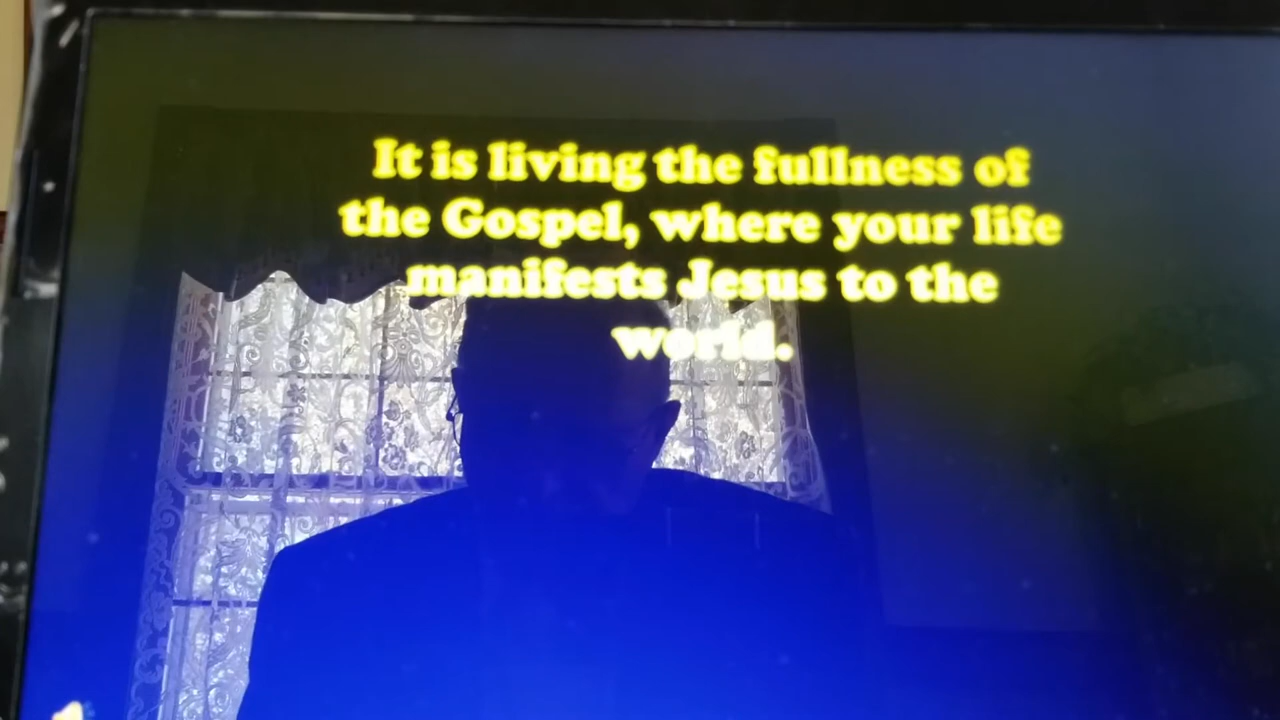 It is living the fullness of
the Gospel, where your life
manifests Jesus to the
world.